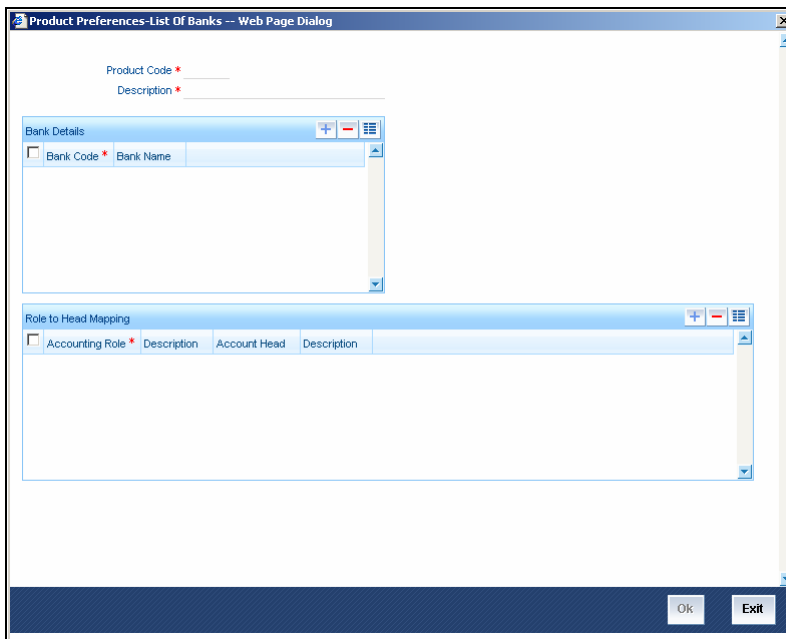 Product Preferences-List Of Banks -- Web Page Dialog
Product Code *
Description *
Bank Details
Bank Code * Bank Name
Role to Head Mapping
Accounting Role * Description Account Head Description
Ok Exit